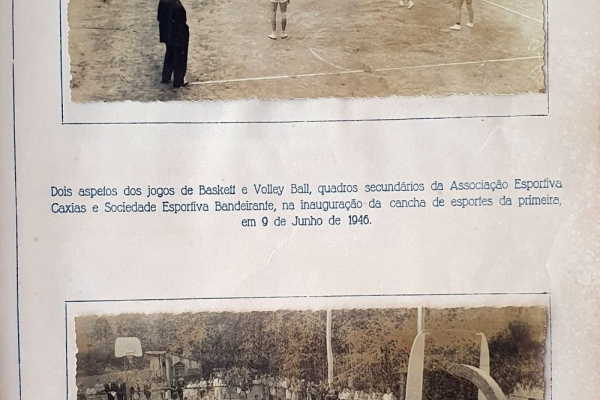 Dois aspetos dos jogos de Baskett e Volley Ball, quadros secundários da Associação Esportiva
Caxias e Sociedade Esportiva Bandeirante, na inauguração da cancha de esportes da primeira,
em 9 de Junho de 1946.